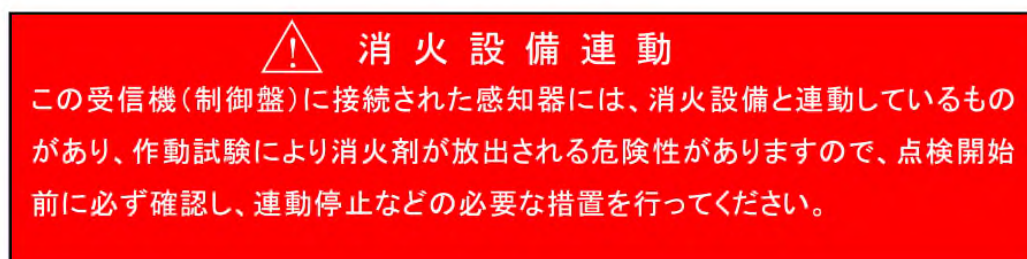 消火設備連動
この受信機(制御盤)に接続された感知器には、消火設備と連動しているもの
があり、作動試験により消火剤が放出される危険性がありますので、点検開始
前に必ず確認し、連動停止などの必要な措置を行ってください。